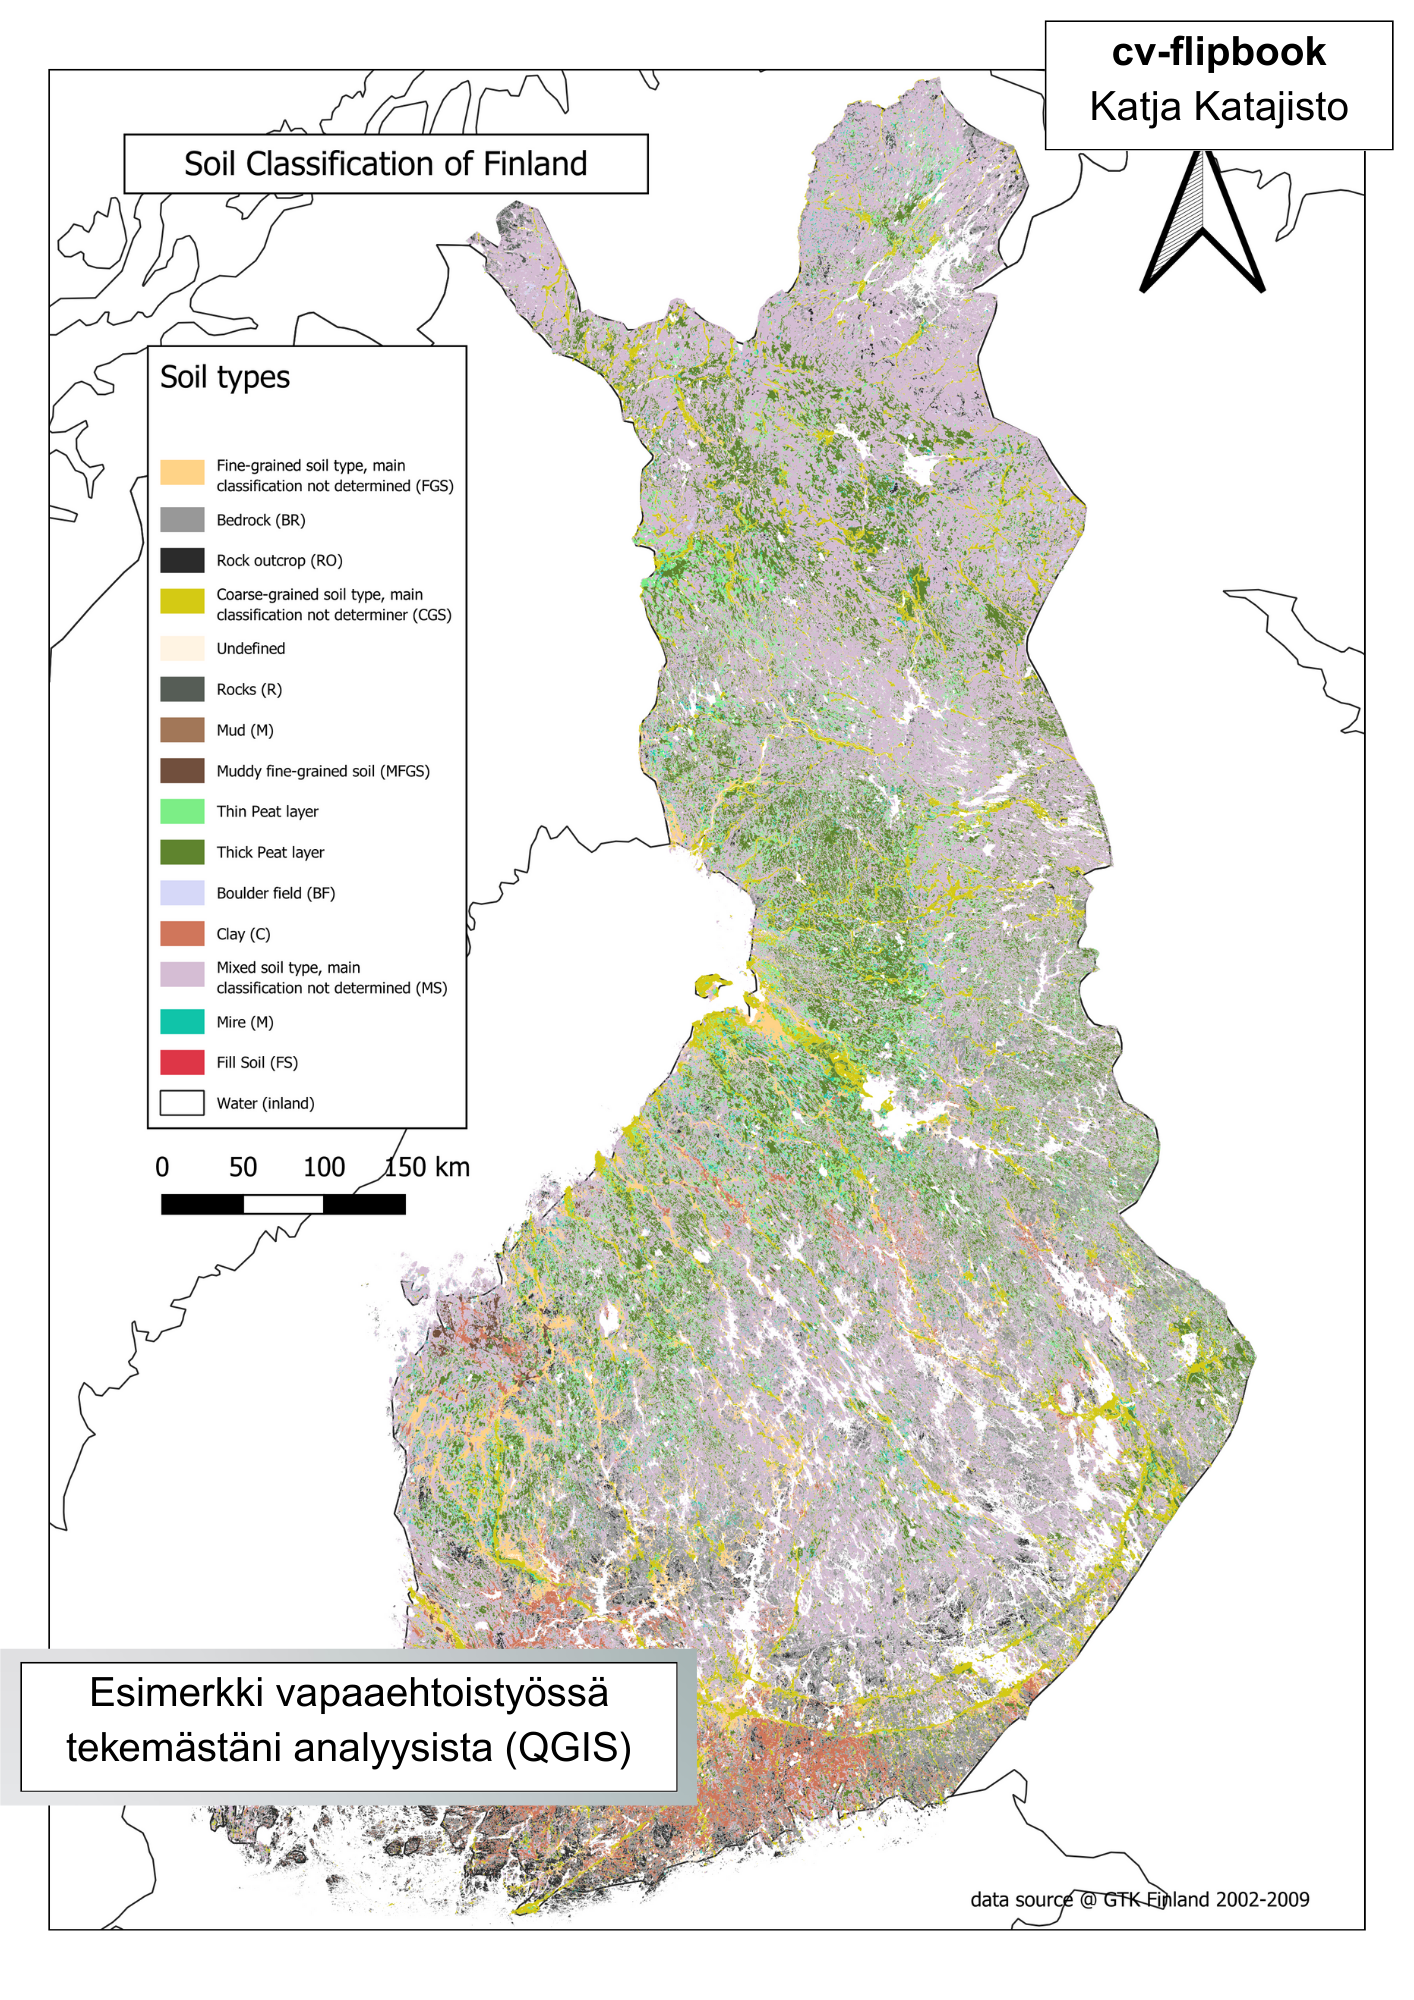 cv-flipbook
Katja Katajisto
Soil Classification of Finland
Soil types
Fine-grained soil type, main
classification not determined (FGS)
Bedrock (BR)
Rock outcrop (RO)
Coarse-grained soil type, main
classification not determiner (CGS)
Undefined
Rocks (R)
Mud (M)
Muddy fine-grained soil (MFGS)
Thin Peat layer
Thick Peat layer
Boulder field (BF)
Clay (C)
Mixed soil type, main
classification not determined (MS)
Mire (M)
Fill Soil (FS)
Water (inland)
0 50 100 150 km
Esimerkki vapaaehtoistyössä
tekemästäni analyysista (QGIS)
data source @ GTK Finland 2002-2009